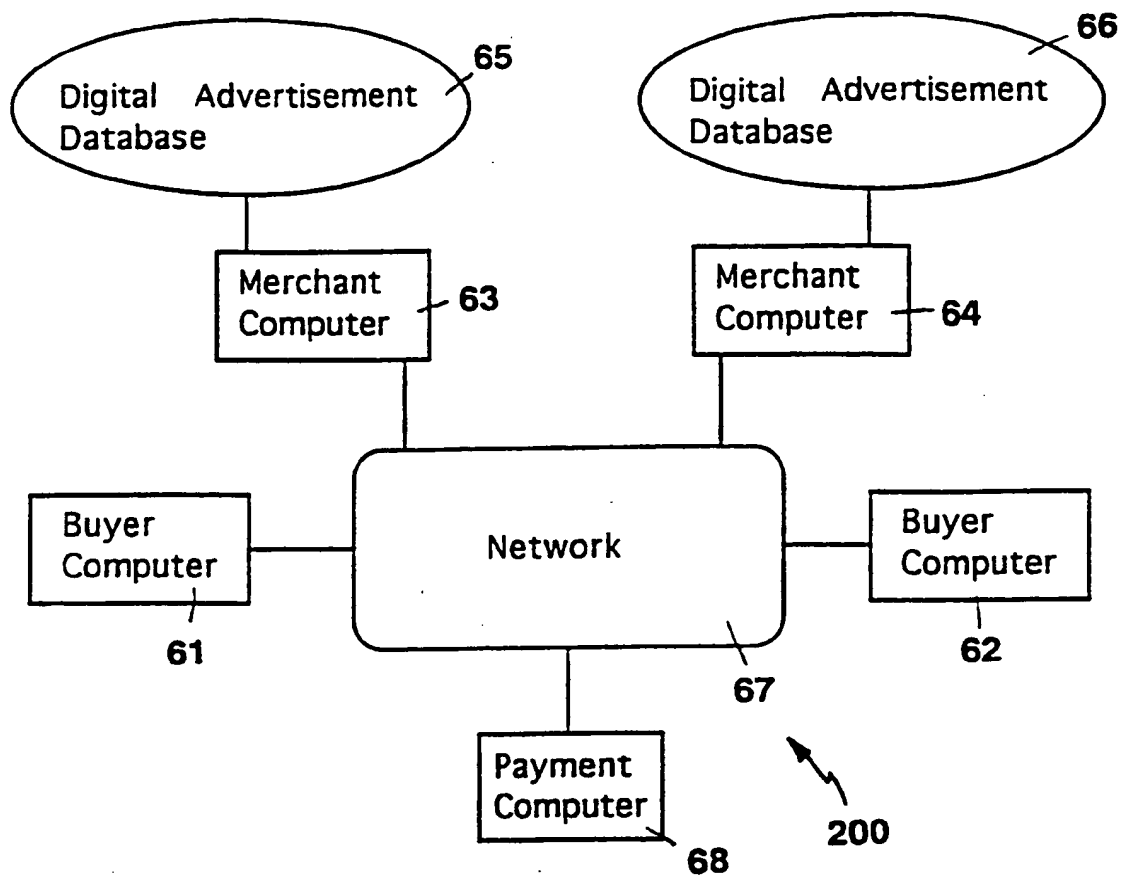 65
66
Digital Advertisement
Database
Digital Advertisement
Database
Merchant
Computer
63
Merchant
Computer
64
Buyer
Computer
61
Network
67
Buyer
Computer
62
Payment
Computer
68
200